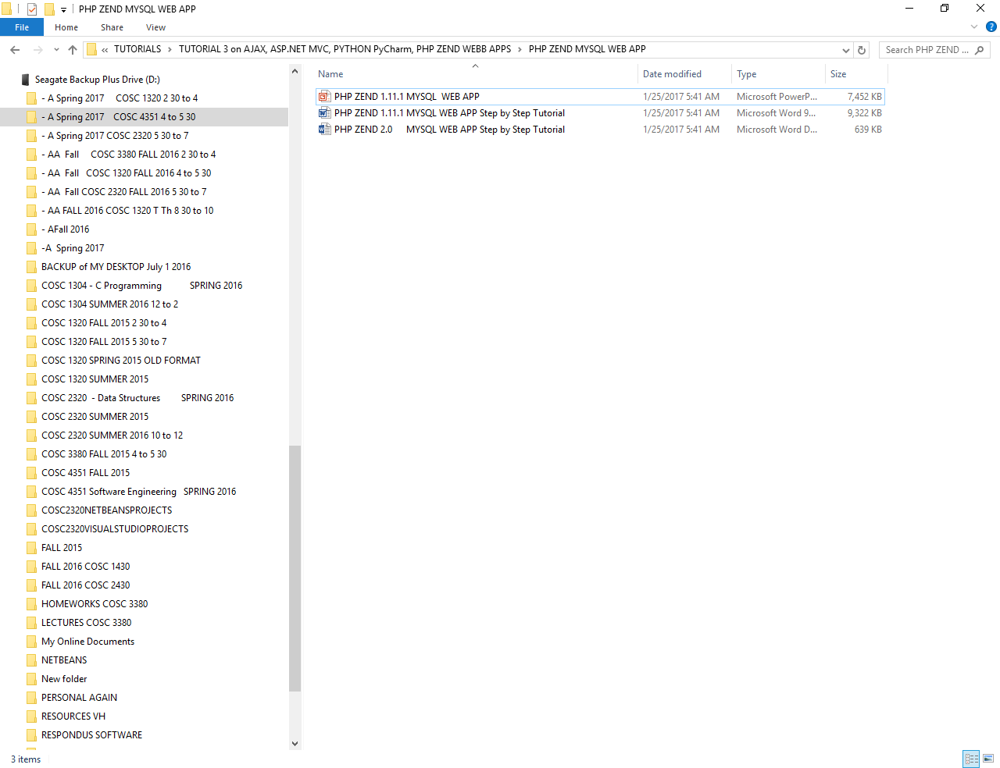 PHP ZEND MYSQL WEB APP
File Home Share View
« TUTORIALS > TUTORIAL 3 on AJAX, ASP.NET MVC, PYTHON PyCharm, PHP ZEND WEBB APPS > PHP ZEND MYSQL WEB APP
Search PHP ZEND ...
Seagate Backup Plus Drive (D:)
- A Spring 2017     COSC 1320 2 30 to 4
- A Spring 2017    COSC 4351 4 to 5 30
- A Spring 2017 COSC 2320 5 30 to 7
- AA  Fall     COSC 3380 FALL 2016 2 30 to 4
- AA  Fall   COSC 1320 FALL 2016 4 to 5 30
- AA  Fall COSC 2320 FALL 2016 5 30 to 7
- AA FALL 2016 COSC 1320 T Th 8 30 to 10
- AFall 2016
-A  Spring 2017
BACKUP of MY DESKTOP July 1 2016
COSC 1304 - C Programming            SPRING 2016
COSC 1304 SUMMER 2016 12 to 2
COSC 1320 FALL 2015 2 30 to 4
COSC 1320 FALL 2015 5 30 to 7
COSC 1320 SPRING 2015 OLD FORMAT
COSC 1320 SUMMER 2015
COSC 2320  - Data Structures         SPRING 2016
COSC 2320 SUMMER 2015
COSC 2320 SUMMER 2016 10 to 12
COSC 3380 FALL 2015 4 to 5 30
COSC 4351 FALL 2015
COSC 4351 Software Engineering   SPRING 2016
COSC2320NETBEANSPROJECTS
COSC2320VISUALSTUDIOPROJECTS
FALL 2015
FALL 2016 COSC 1430
FALL 2016 COSC 2430
HOMEWORKS COSC 3380
LECTURES COSC 3380
My Online Documents
NETBEANS
New folder
PERSONAL AGAIN
RESOURCES VH
RESPONDUS SOFTWARE
Name Date modified Type Size
PHP ZEND 1.11.1 MYSQL  WEB APP 1/25/2017 5:41 AM Microsoft PowerP... 7,452 KB
PHP ZEND 1.11.1 MYSQL WEB APP Step by Step Tutorial 1/25/2017 5:41 AM Microsoft Word 9... 9,322 KB
PHP ZEND 2.0      MYSQL WEB APP Step by Step Tutorial 1/25/2017 5:41 AM Microsoft Word D... 639 KB
3 items